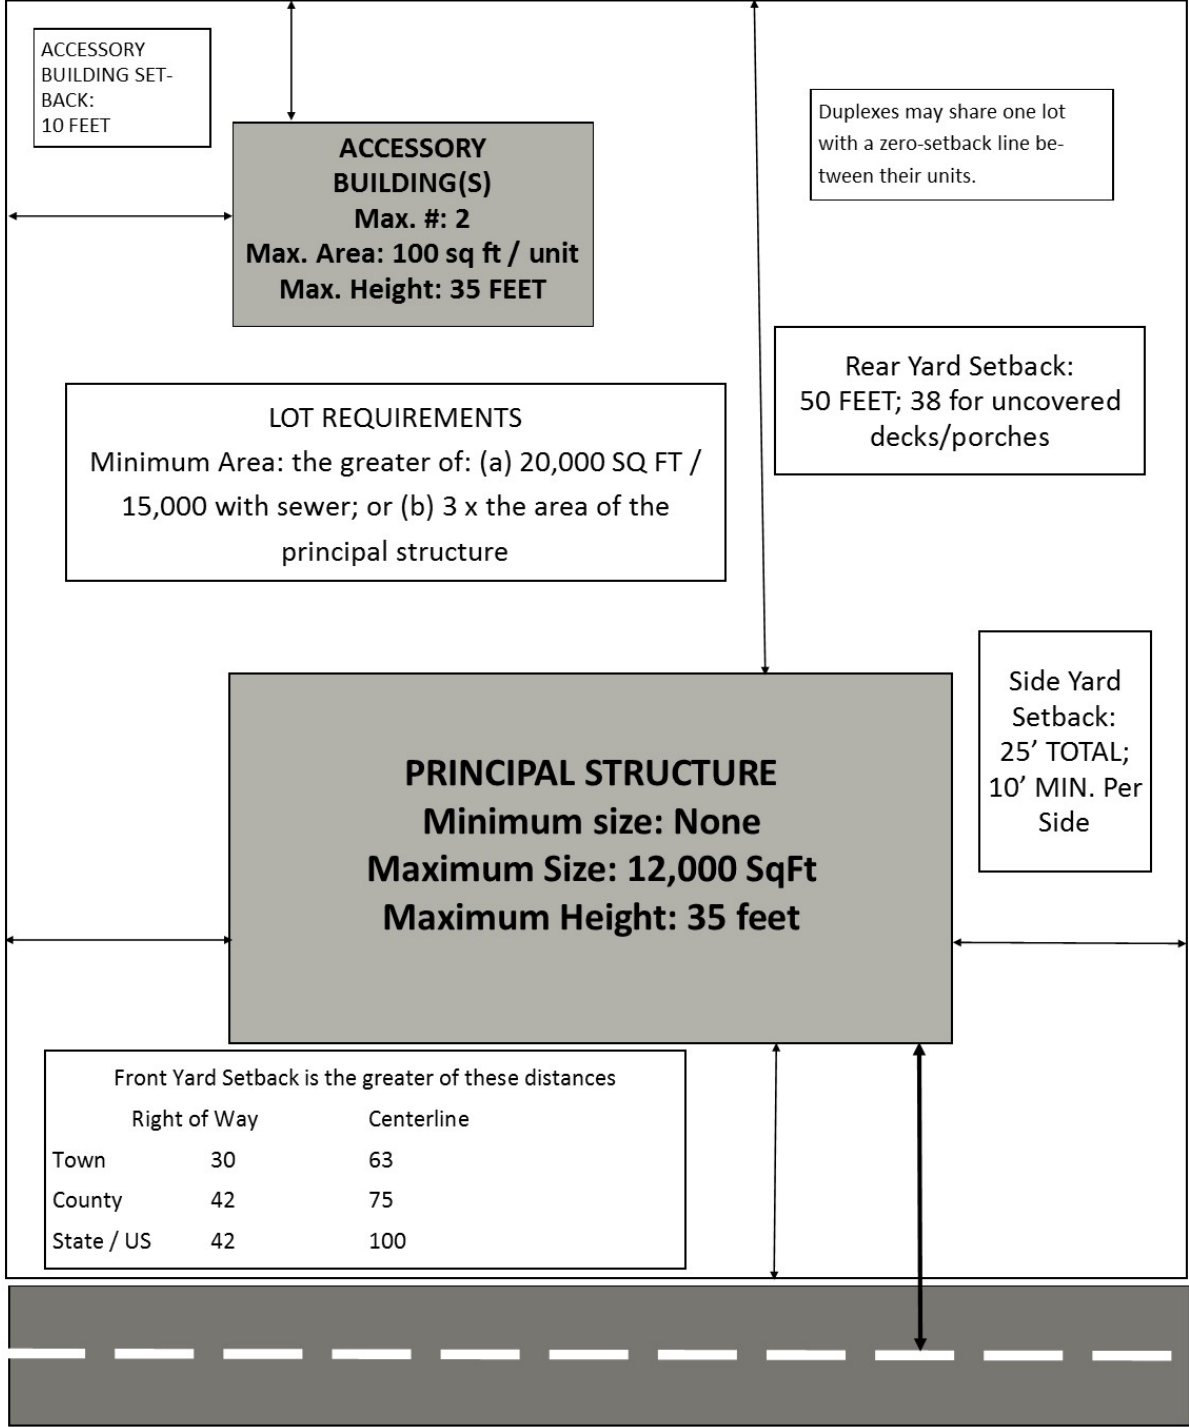 ACCESSORY
BUILDING SET-
BACK:
10 FEET
ACCESSORY
BUILDING(S)
Max. #: 2
Max. Area: 100 sq ft / unit
Max. Height: 35 FEET
Duplexes may share one lot
with a zero-setback line be-
tween their units.
Rear Yard Setback:
50 FEET; 38 for uncovered
decks/porches
LOT REQUIREMENTS
Minimum Area: the greater of: (a) 20,000 SQ FT /
15,000 with sewer; or (b) 3 x the area of the
principal structure
Side Yard
Setback:
25’ TOTAL;
10’ MIN. Per
Side
PRINCIPAL STRUCTURE
Minimum size: None
Maximum Size: 12,000 SqFt
Maximum Height: 35 feet
Front Yard Setback is the greater of these distances
Right of Way Centerline
Town 30 63
County 42 75
State / US 42 100